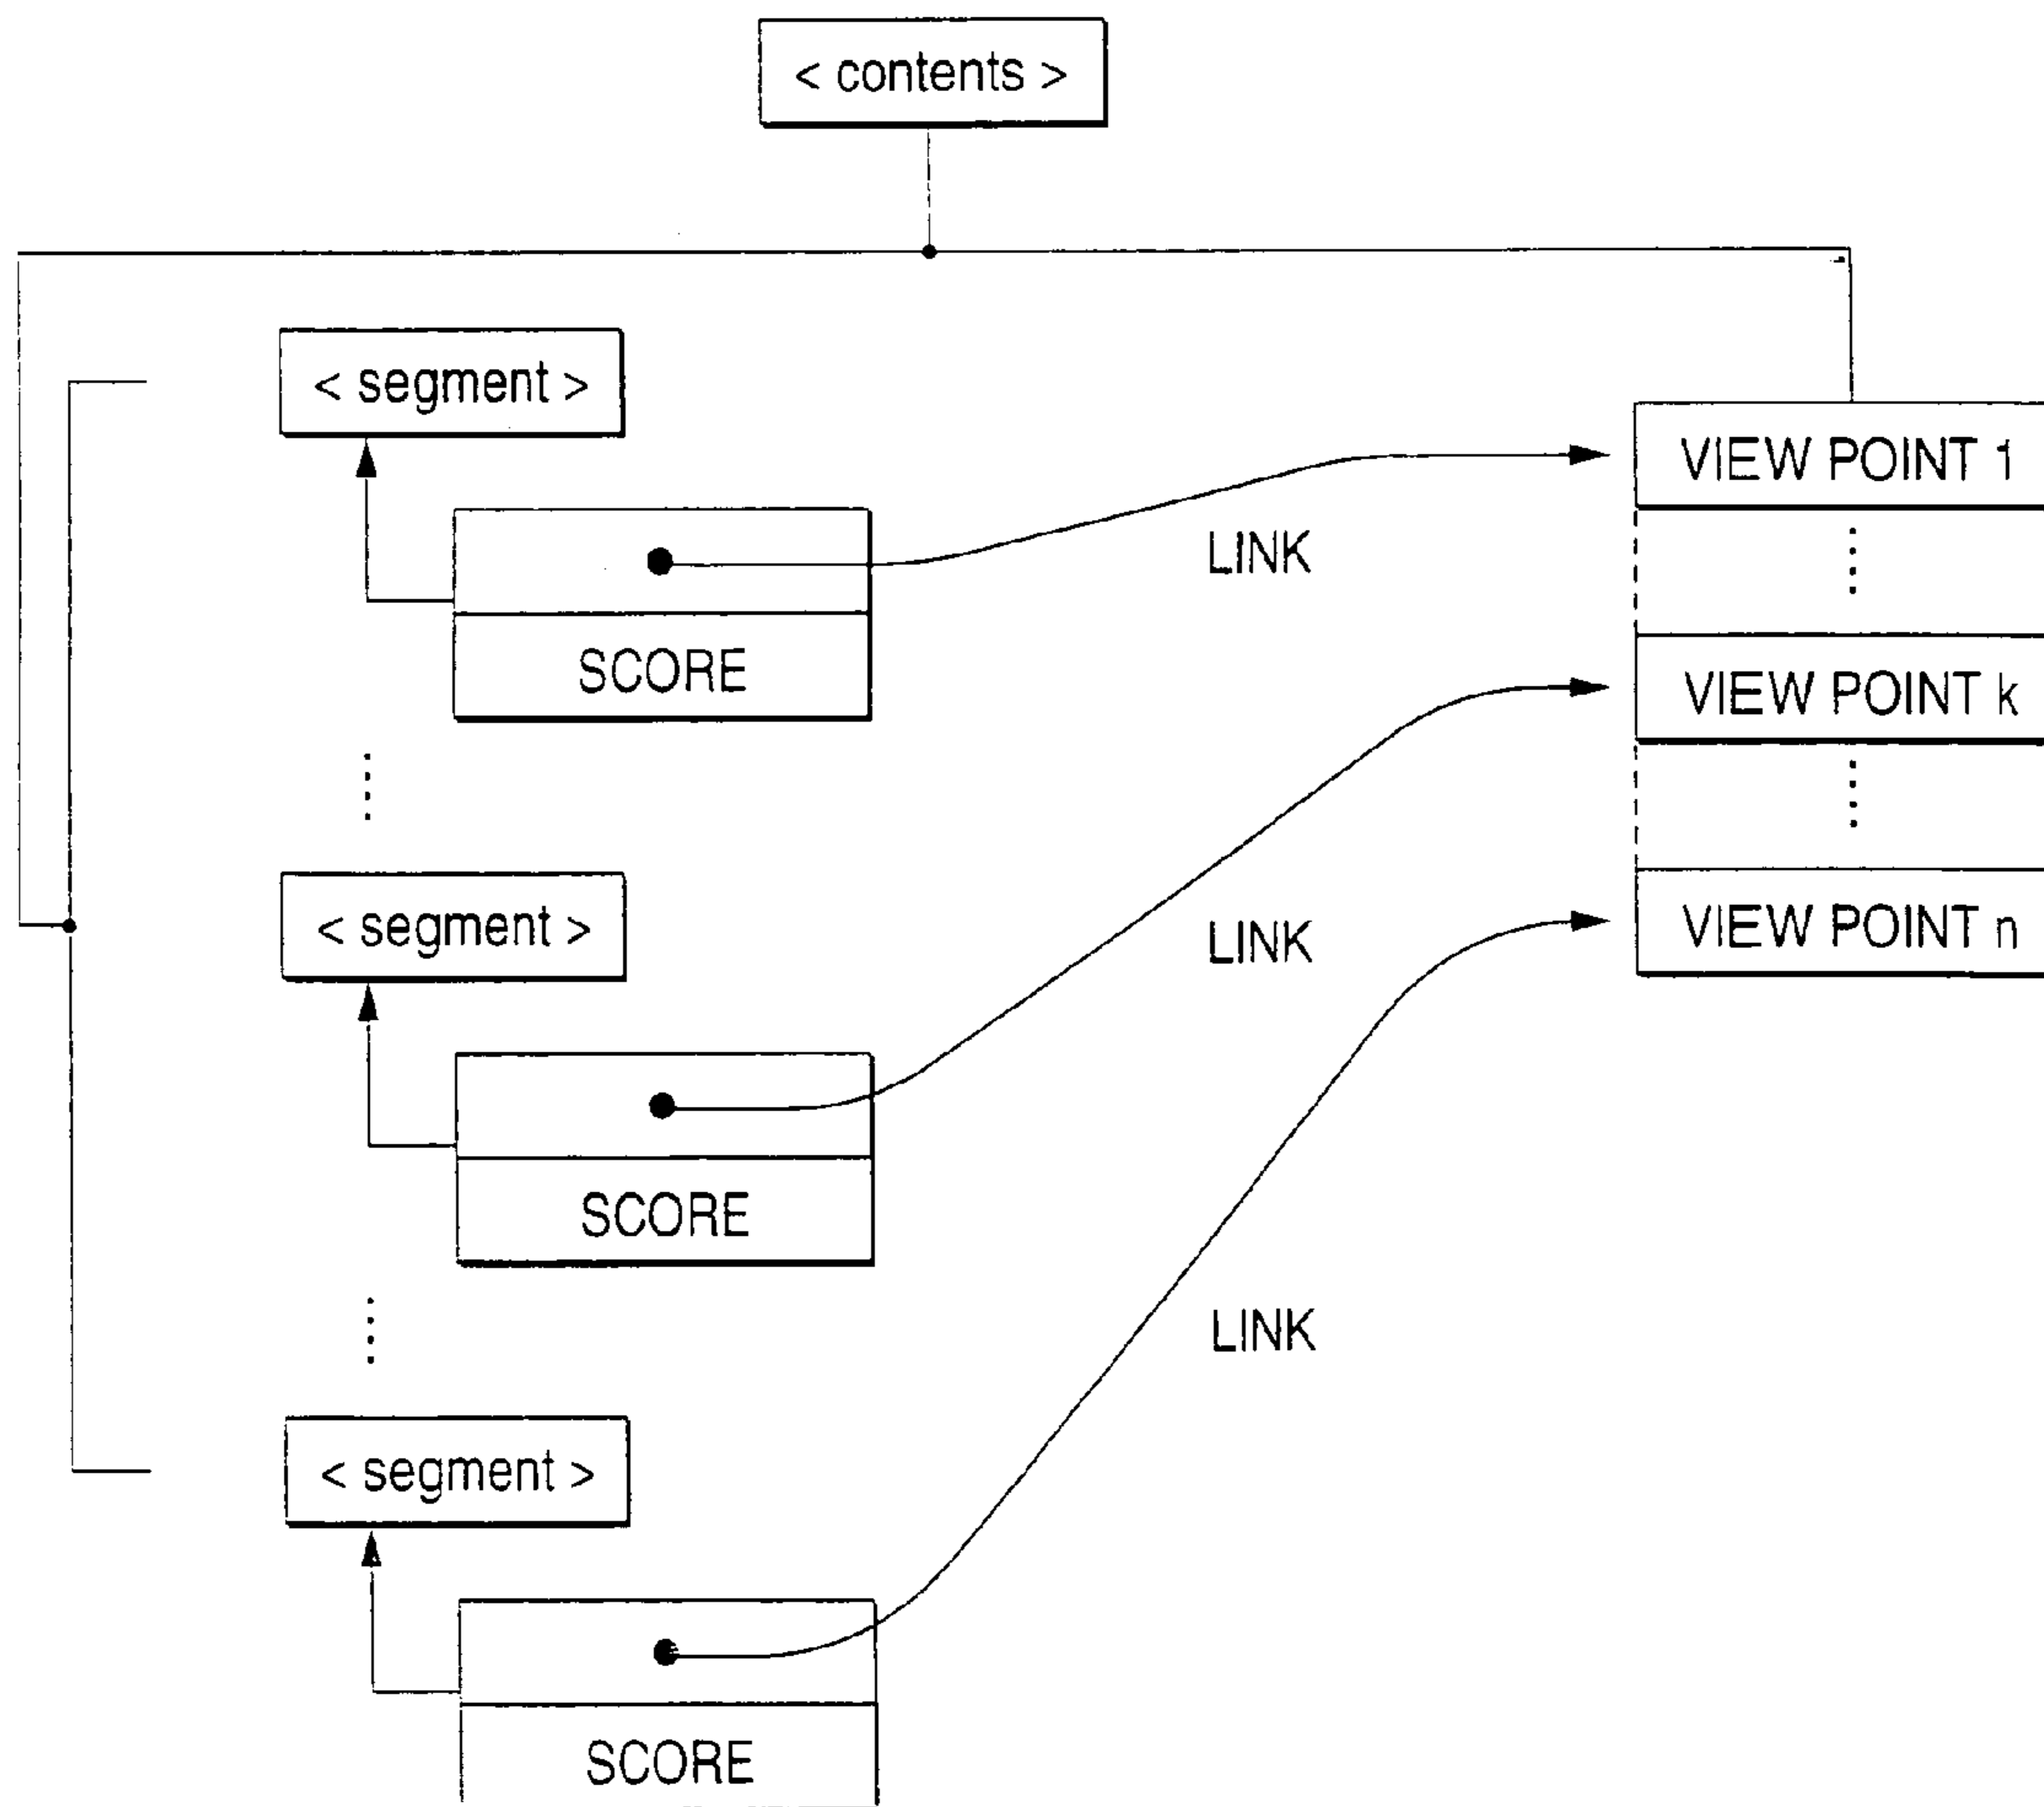 < contents >
< segment >
VIEW POINT 1
LINK
SCORE
VIEW POINT k
< segment >
LINK
VIEW POINT n
SCORE
LINK
< segment >
SCORE